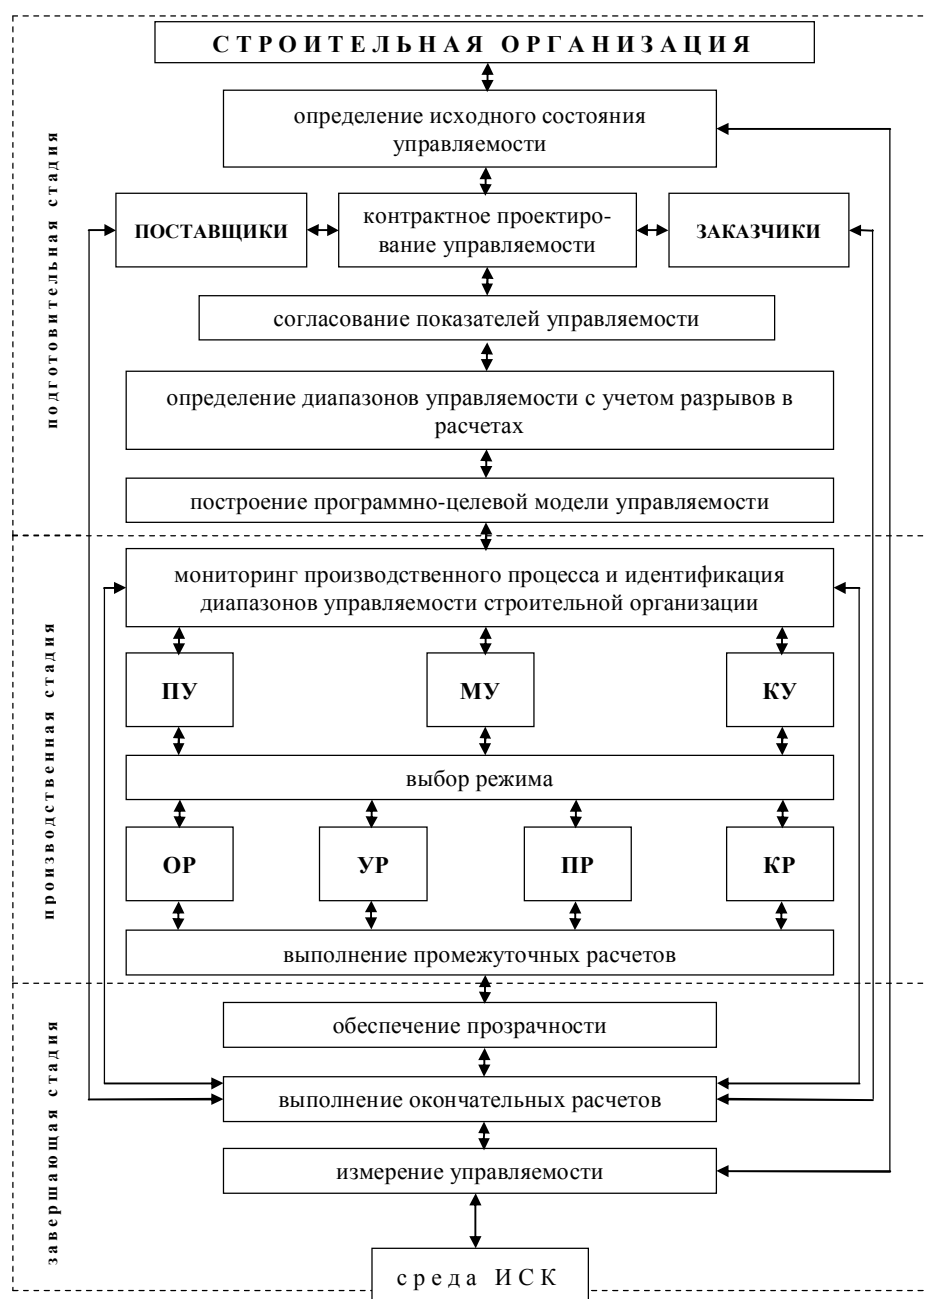 СТРОИТЕЛЬНАЯ ОРГАНИЗАЦИЯ
подготовительная стадия
определение исходного состояния
управляемости
ПОСТАВЩИКИ
контрактное проектиро-
вание управляемости
ЗАКАЗЧИКИ
согласование показателей управляемости
определение диапазонов управляемости с учетом разрывов в
расчетах
построение программно-целевой модели управляемости
производственная стадия
мониторинг производственного процесса и идентификация
диапазонов управляемости строительной организации
ПУ
МУ
КУ
выбор режима
ОР
УР
ПР
КР
выполнение промежуточных расчетов
завершающая стадия
обеспечение прозрачности
выполнение окончательных расчетов
измерение управляемости
среда ИСК